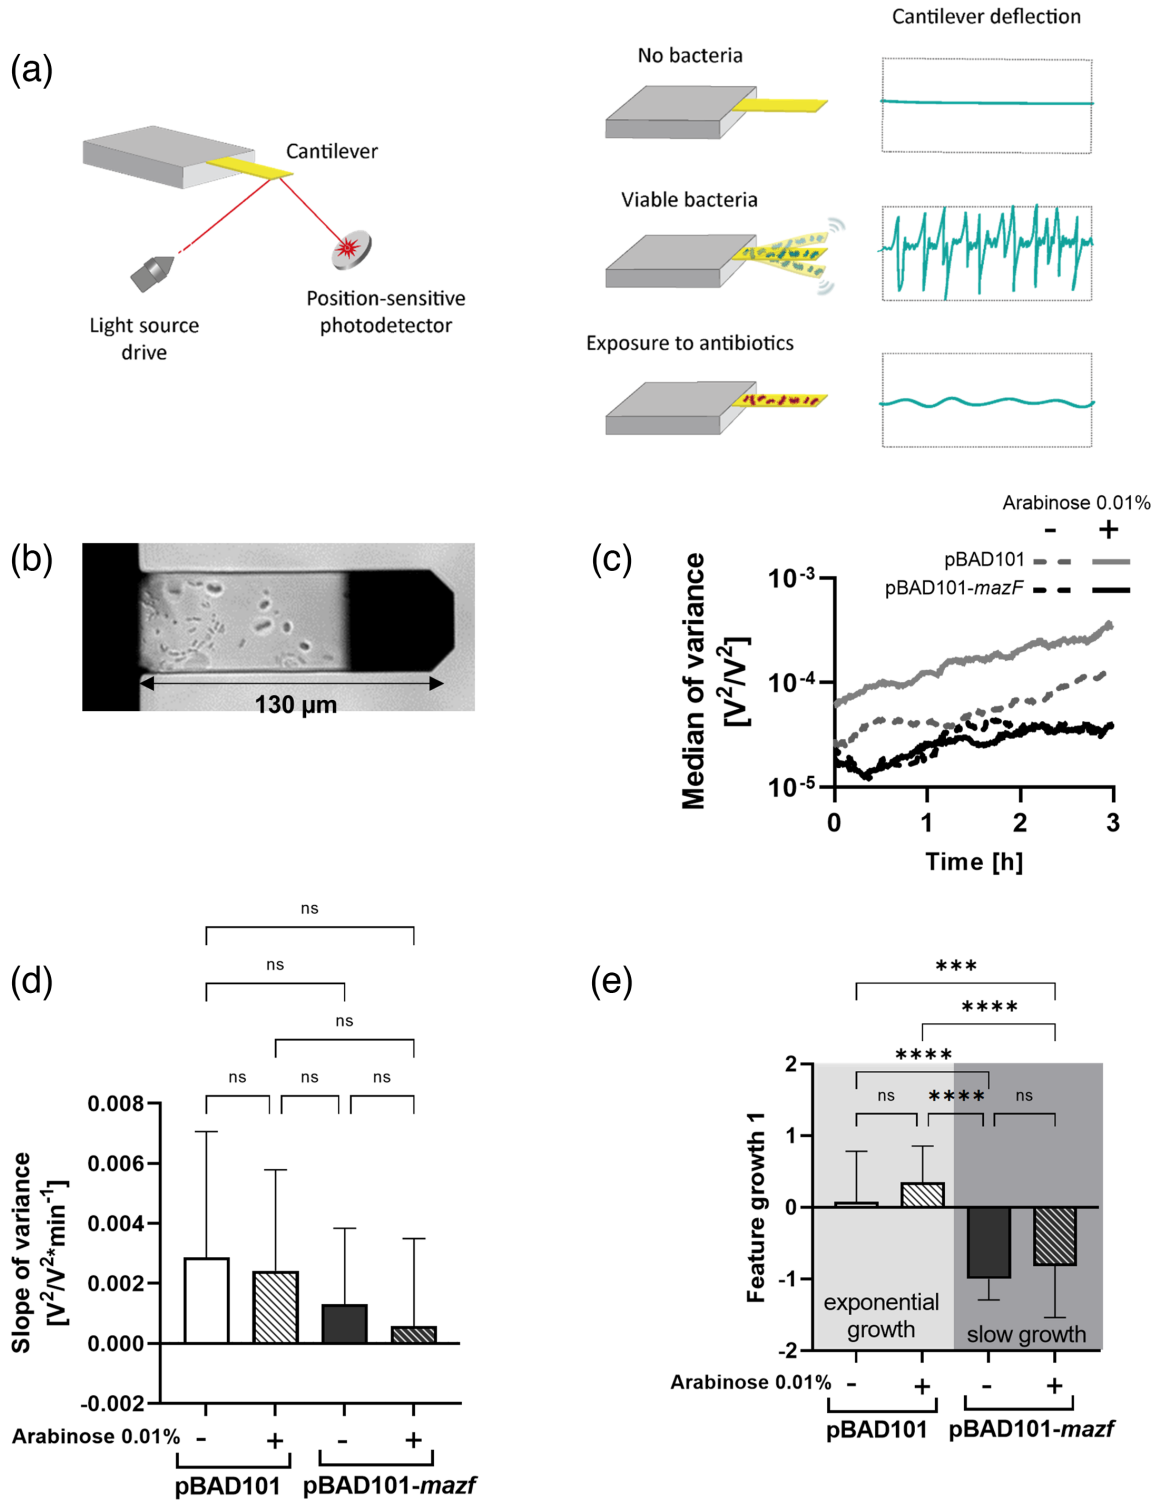 (a)
Cantilever
Light source
drive
Position-sensitive
photodetector
Cantilever deflection
No bacteria
Viable bacteria
Exposure to antibiotics
(b)
130 µm
(c)
Arabinose 0.01%
- +
pBAD101
pBAD101-mazF
Median of variance
[V²/V²]
10⁻³
10⁻⁴
10⁻⁵
0 1 2 3
Time [h]
(d)
ns
ns
ns
ns ns ns
Slope of variance
[V²/V²*min⁻¹]
0.008
0.006
0.004
0.002
0.000
-0.002
Arabinose 0.01% - + - +
pBAD101 pBAD101-mazf
(e)
***
****
****
ns **** ns
Feature growth 1
2
1
0
-1
-2
exponential
growth
slow growth
Arabinose 0.01% - + - +
pBAD101 pBAD101-mazf